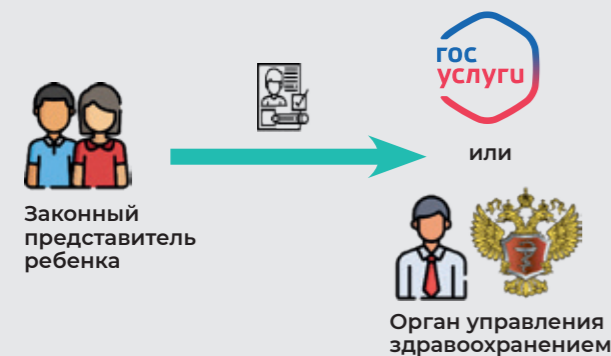 гос
услуги
или
Законный
представитель
ребенка
Орган управления
здравоохранением